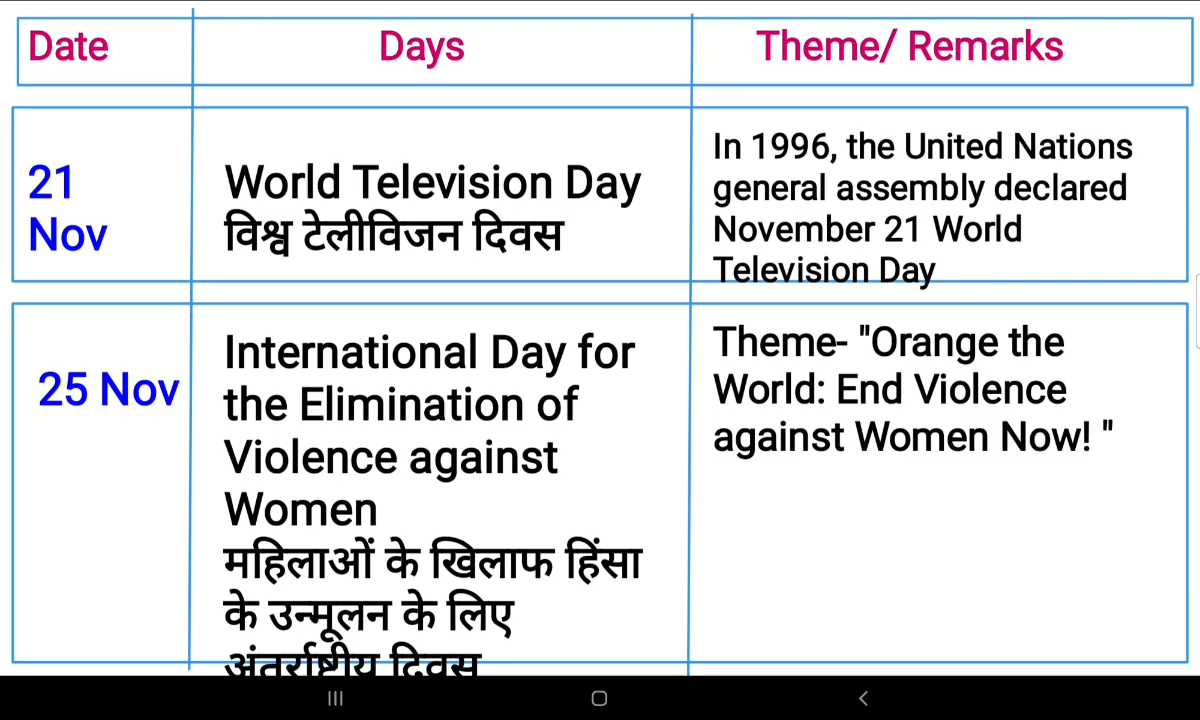 Date Days Theme/ Remarks
21
Nov
World Television Day
विश्व टेलीविजन दिवस
In 1996, the United Nations
general assembly declared
November 21 World
Television Day
25 Nov
International Day for
the Elimination of
Violence against
Women
महिलाओं के खिलाफ हिंसा
के उन्मूलन के लिए
अंतर्राष्ट्रीय दिवस
Theme- "Orange the
World: End Violence
against Women Now! "